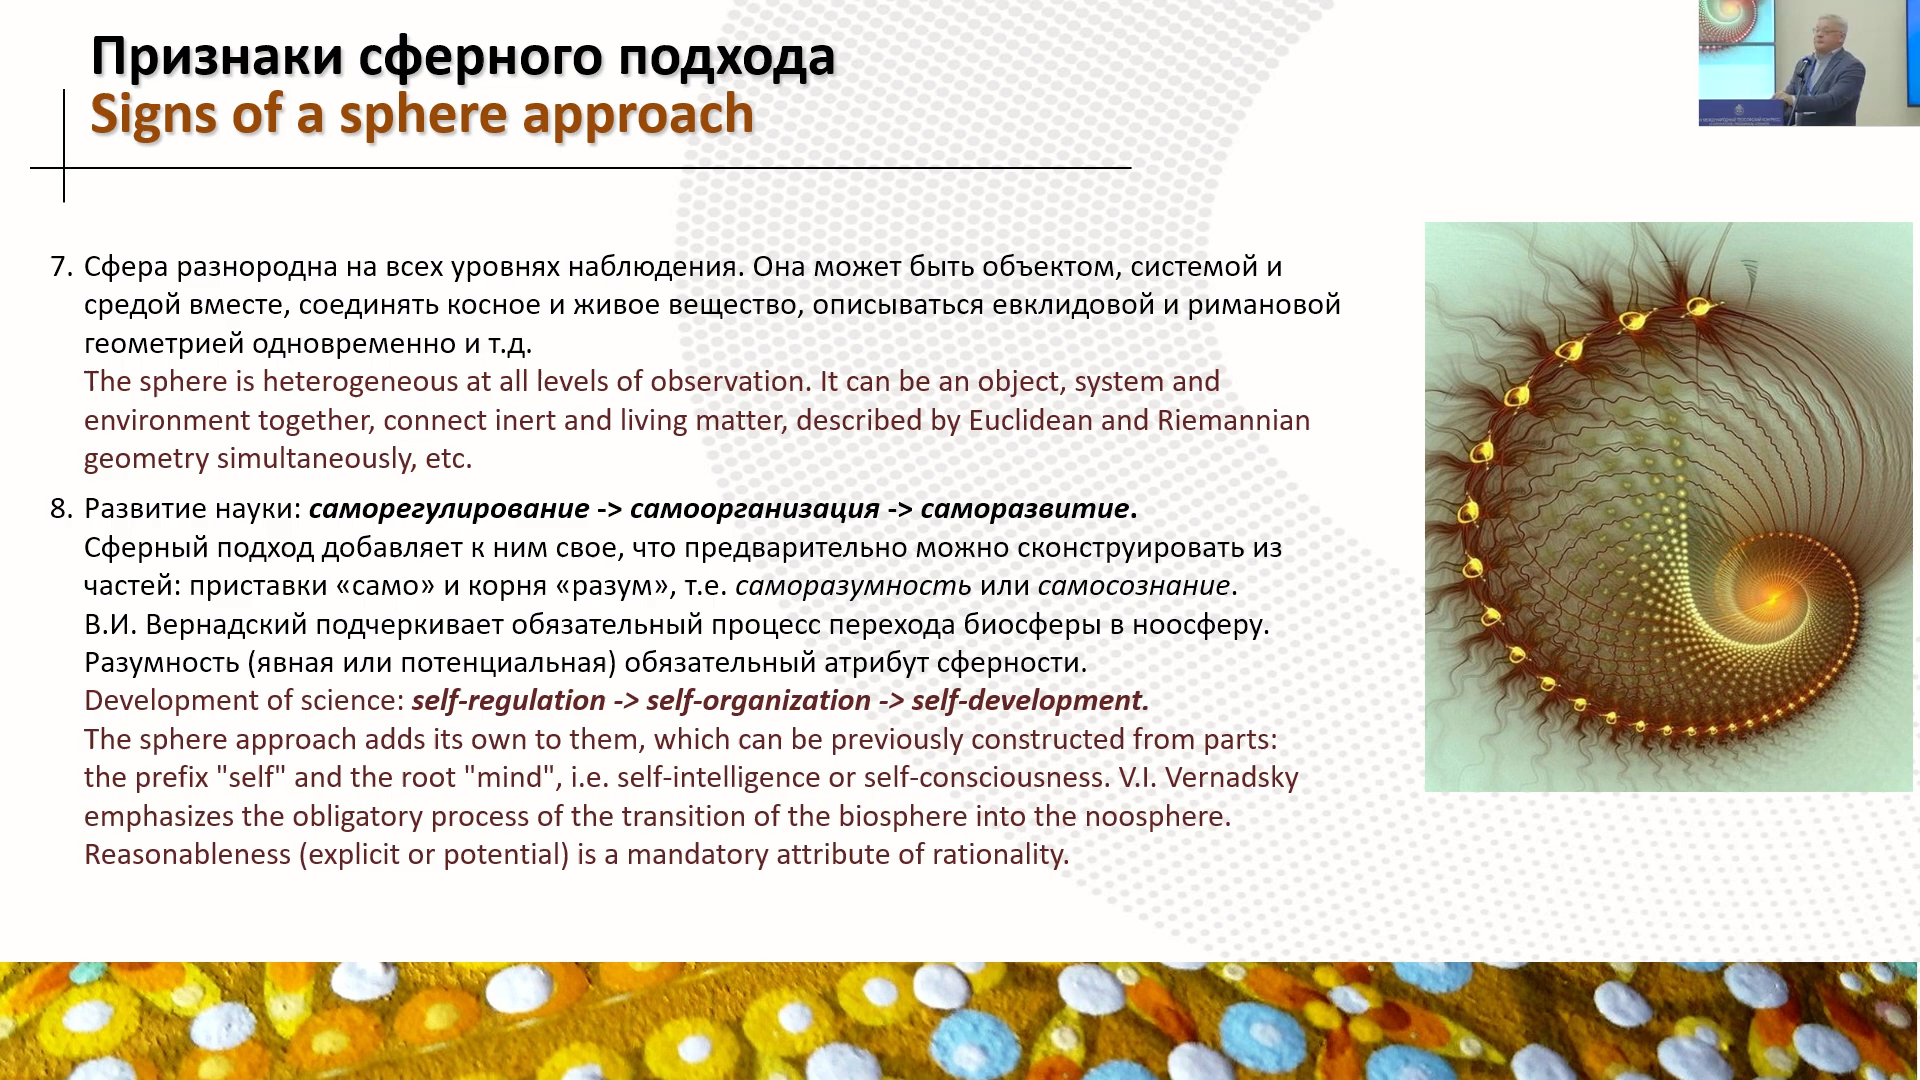 Признаки сферного подхода
Signs of a sphere approach
7. Сфера разнородна на всех уровнях наблюдения. Она может быть объектом, системой и
средой вместе, соединять косное и живое вещество, описываться евклидовой и римановой
геометрией одновременно и т.д.
The sphere is heterogeneous at all levels of observation. It can be an object, system and
environment together, connect inert and living matter, described by Euclidean and Riemannian
geometry simultaneously, etc.
8. Развитие науки: саморегулирование -> самоорганизация -> саморазвитие.
Сферный подход добавляет к ним свое, что предварительно можно сконструировать из
частей: приставки «само» и корня «разум», т.е. саморазумность или самосознание.
В.И. Вернадский подчеркивает обязательный процесс перехода биосферы в ноосферу.
Разумность (явная или потенциальная) обязательный атрибут сферности.
Development of science: self-regulation -> self-organization -> self-development.
The sphere approach adds its own to them, which can be previously constructed from parts:
the prefix "self" and the root "mind", i.e. self-intelligence or self-consciousness. V.I. Vernadsky
emphasizes the obligatory process of the transition of the biosphere into the noosphere.
Reasonableness (explicit or potential) is a mandatory attribute of rationality.